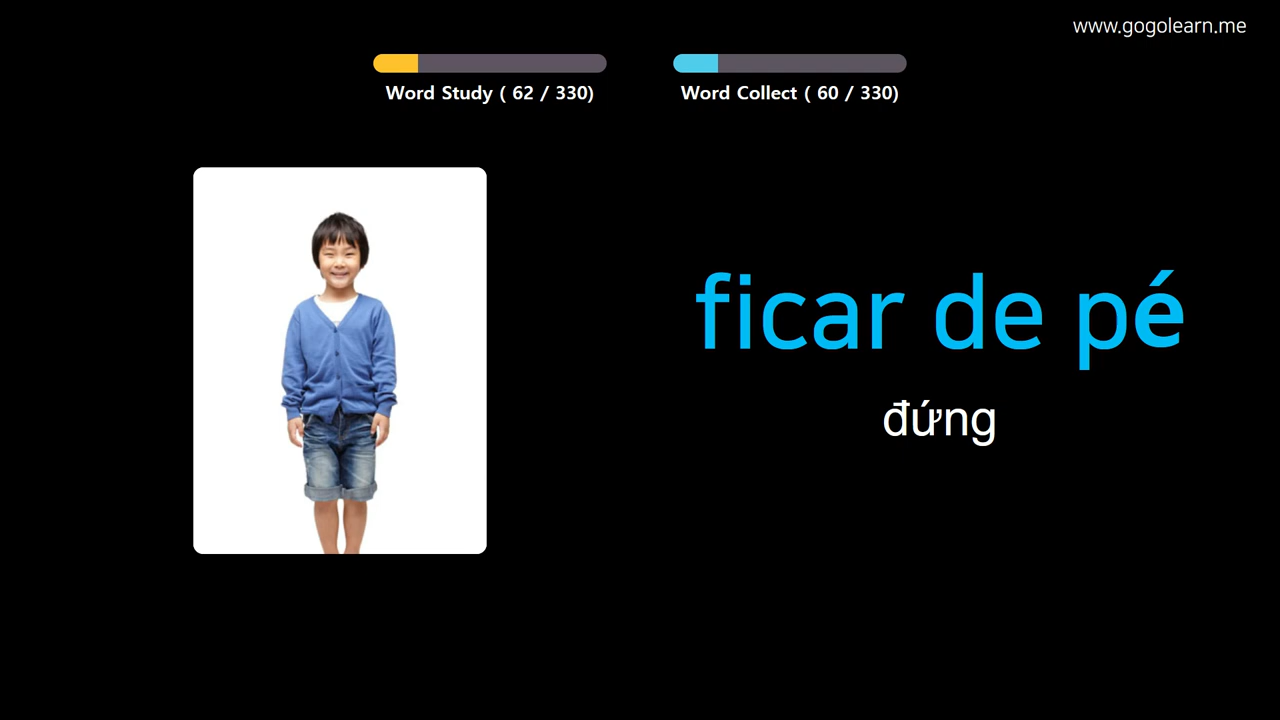 www.gogolearn.me
Word Study ( 62 / 330)
Word Collect ( 60 / 330)
ficar de pé
đứng